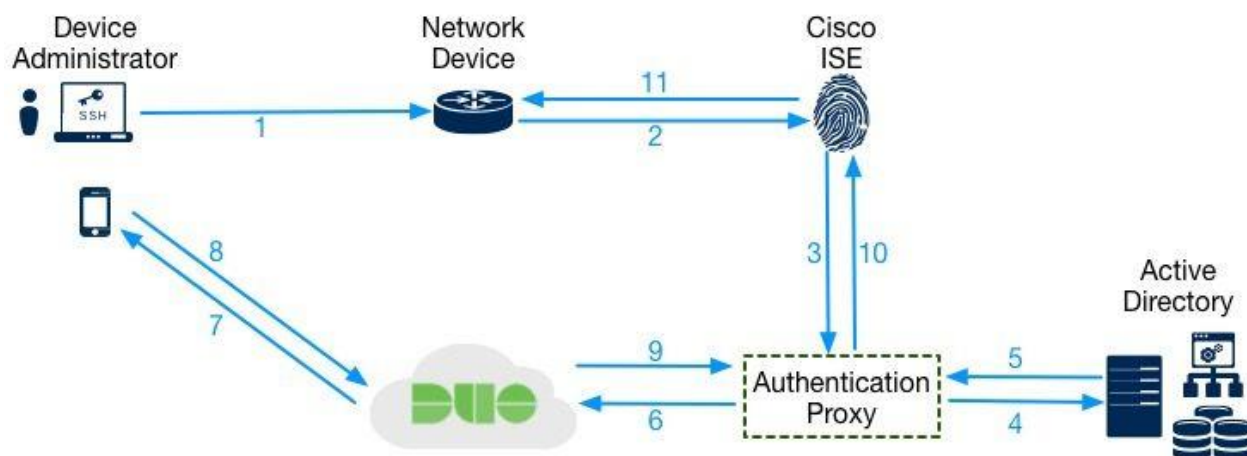 Device
Administrator
Network
Device
Cisco
ISE
SSH
1
11
2
8
7
3
10
Active
Directory
9
6
DUO
Authentication
Proxy
5
4